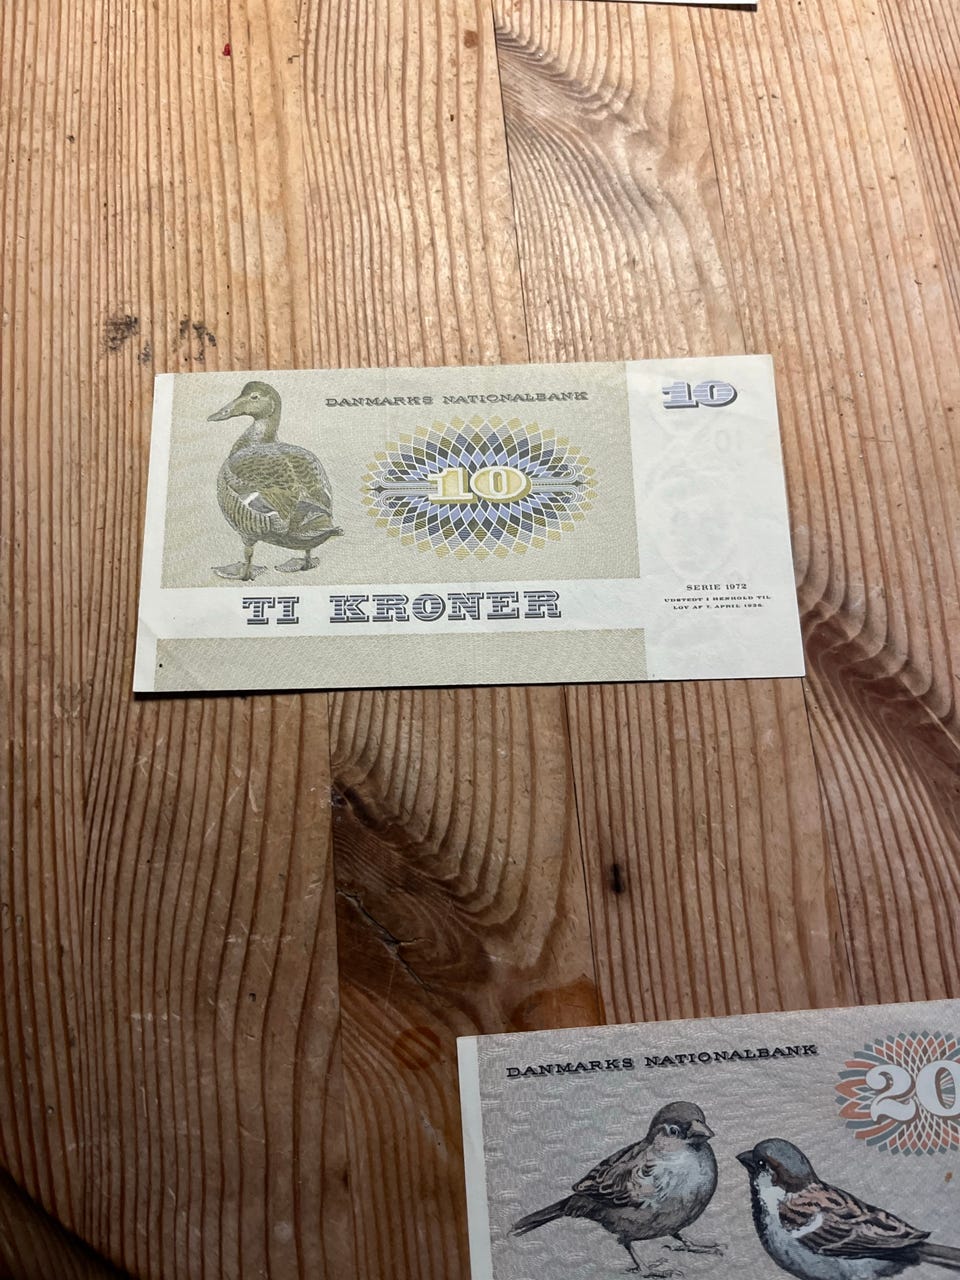 DANMARKS NATIONALBANK
10
10
TI KRONER
SERIE 1972
UDSTEDT I HENHOLD TIL
LOV AF 7. APRIL 1936
DANMARKS NATIONALBANK
20